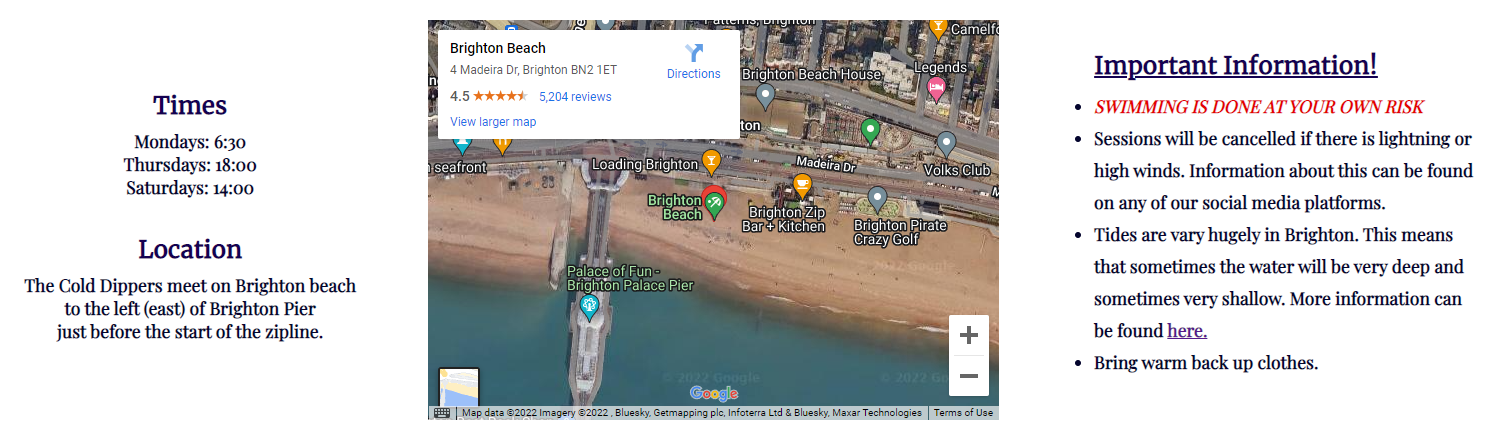 Times
Mondays: 6:30
Thursdays: 18:00
Saturdays: 14:00
Location
The Cold Dippers meet on Brighton beach
to the left (east) of Brighton Pier
just before the start of the zipline.
Brighton Beach
4 Madeira Dr, Brighton BN2 1ET
4.5
5,204 reviews
View larger map
Directions
Brighton
Brighton Beach House
Legends
seafront
Loading Brighton
Madeira Dr
Volks Club
Brighton
Beach
Brighton Zip
Bar + Kitchen
Brighton Pirate
Crazy Golf
Palace of Fun -
Brighton Palace Pier
© 2022 Google
Google
Map data ©2022 Imagery ©2022 , Bluesky, Getmapping plc, Infoterra Ltd & Bluesky, Maxar Technologies
Terms of Use
Important Information!
SWIMMING IS DONE AT YOUR OWN RISK
Sessions will be cancelled if there is lightning or
high winds. Information about this can be found
on any of our social media platforms.
Tides are vary hugely in Brighton. This means
that sometimes the water will be very deep and
sometimes very shallow. More information can
be found here.
Bring warm back up clothes.